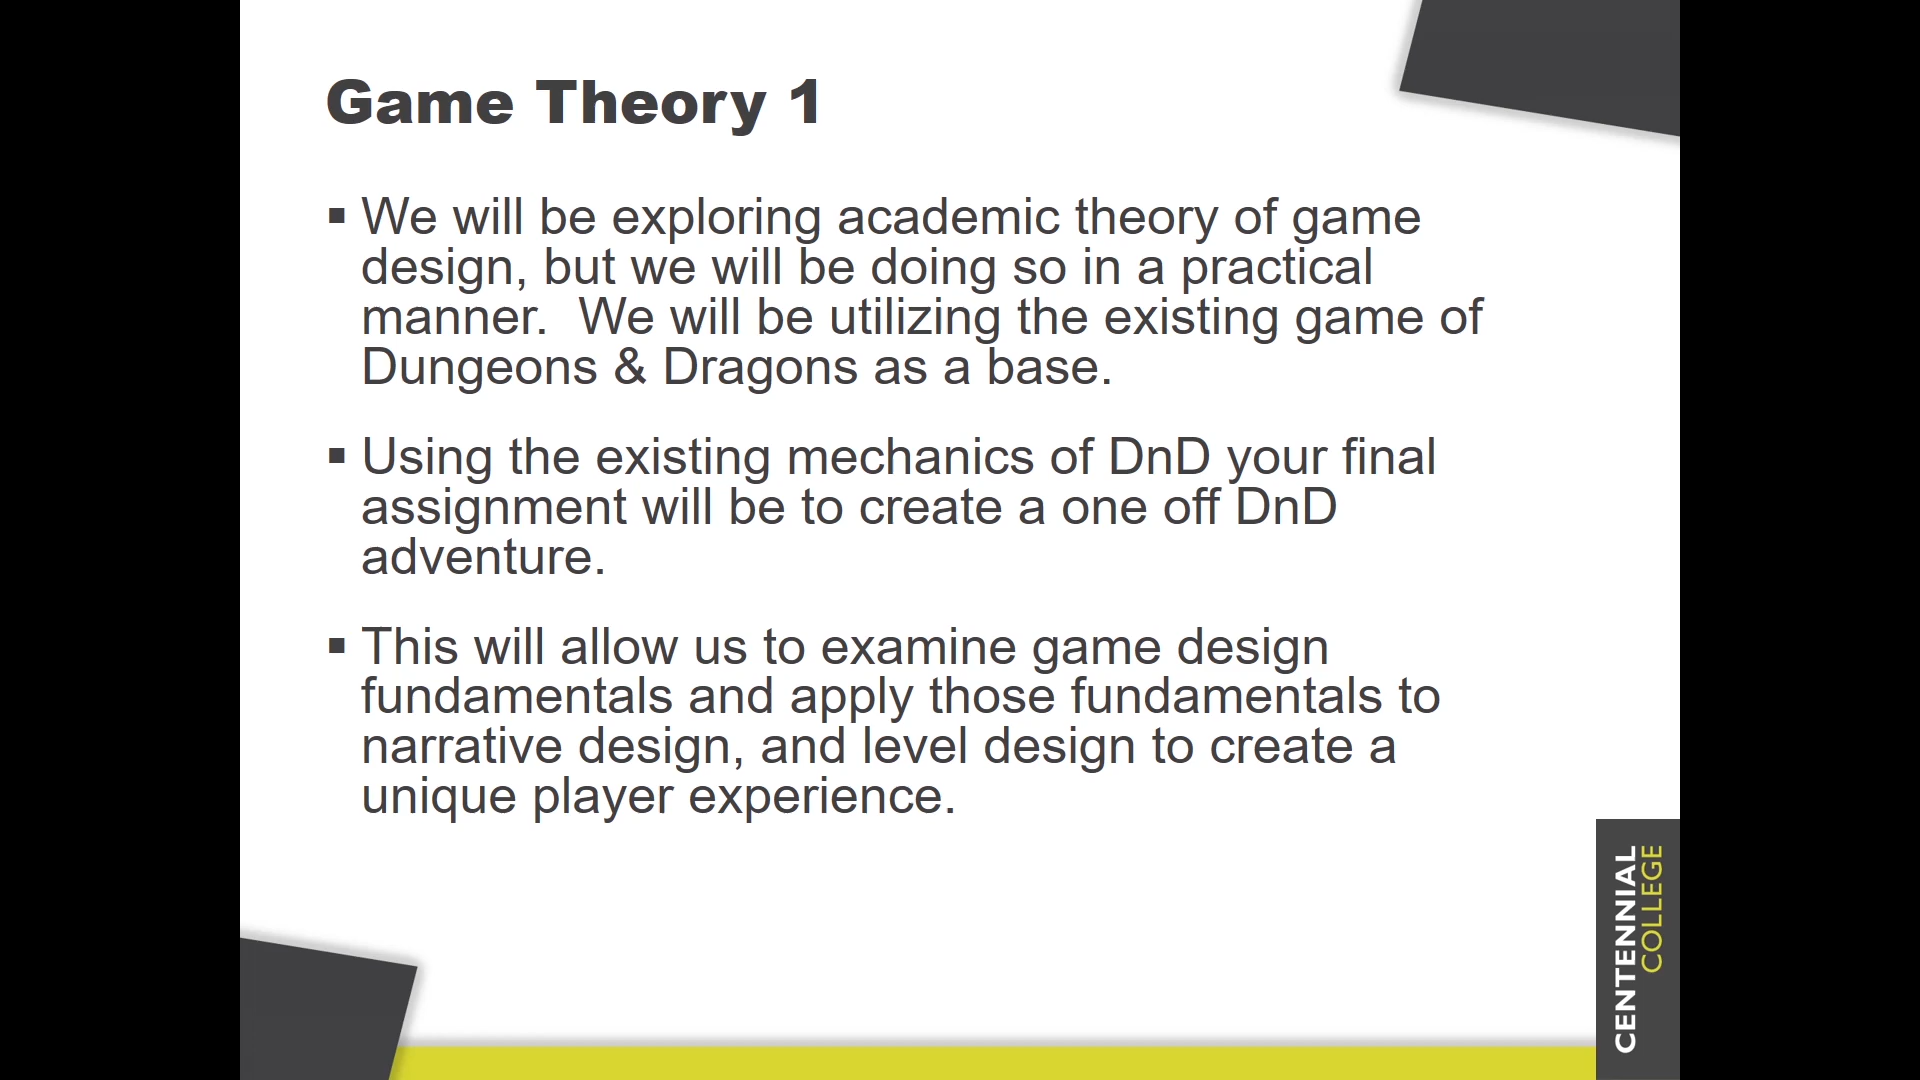 Game Theory 1
▪ We will be exploring academic theory of game
design, but we will be doing so in a practical
manner.  We will be utilizing the existing game of
Dungeons & Dragons as a base.
▪ Using the existing mechanics of DnD your final
assignment will be to create a one off DnD
adventure.
▪ This will allow us to examine game design
fundamentals and apply those fundamentals to
narrative design, and level design to create a
unique player experience.
CENTENNIAL
COLLEGE